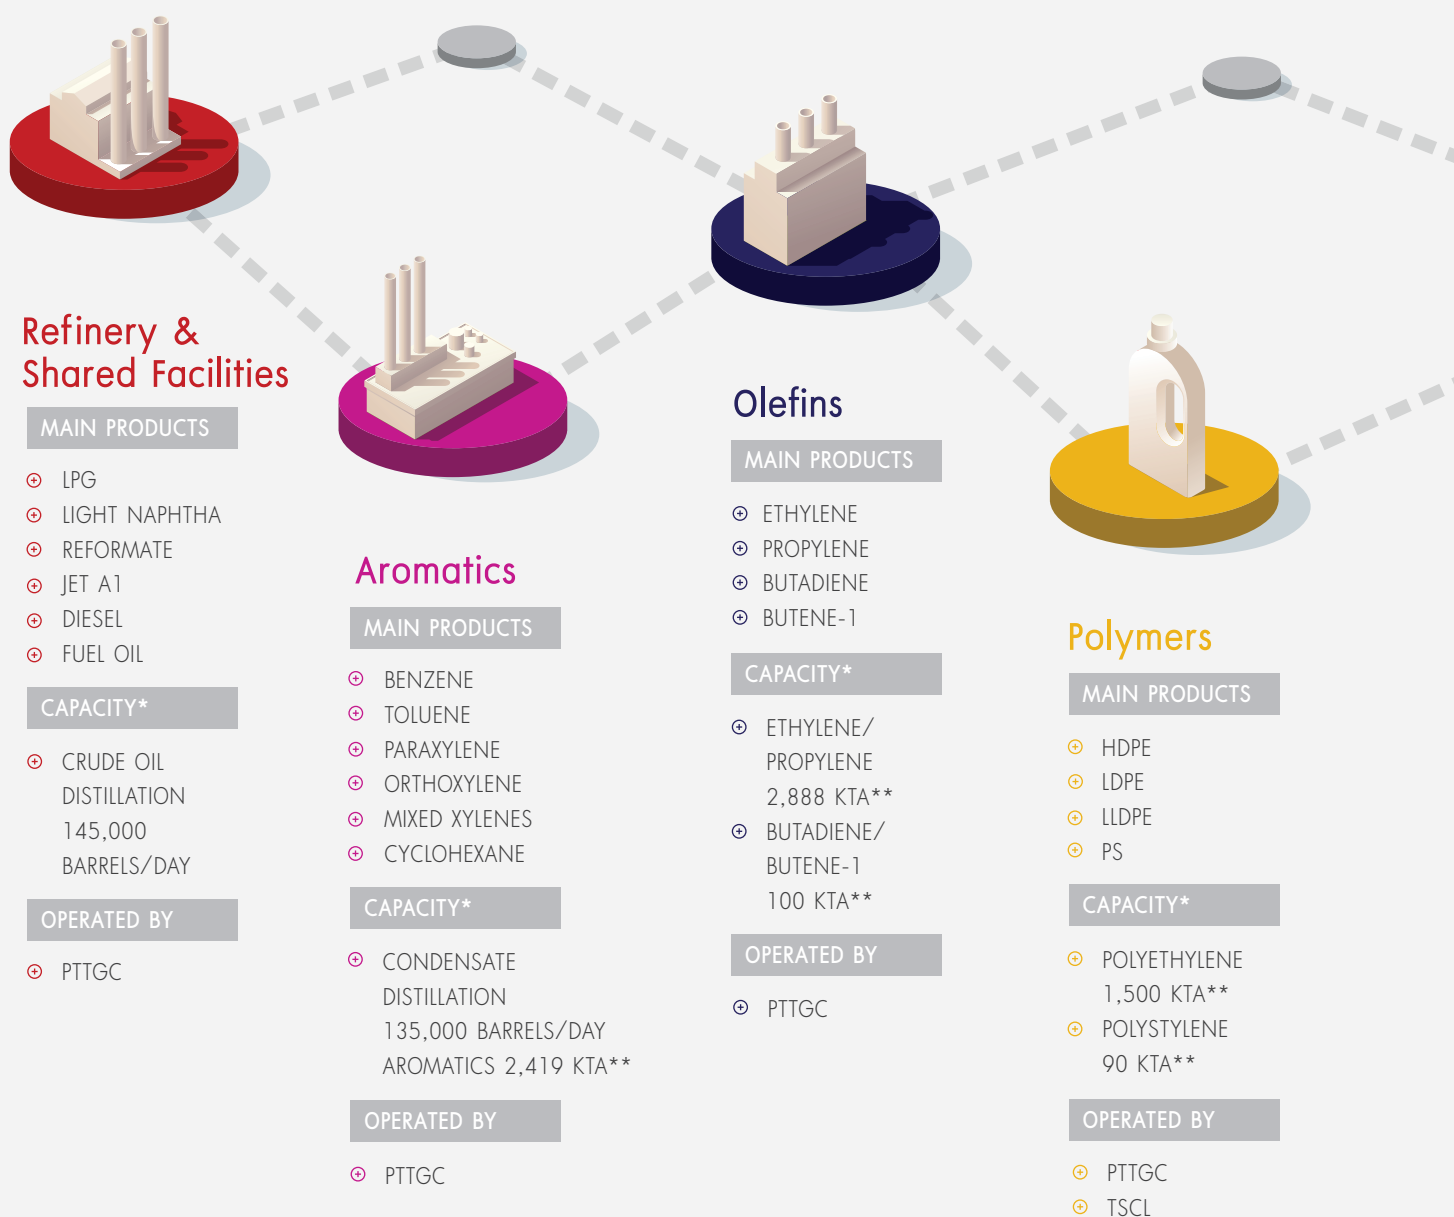 Refinery &
Shared Facilities
MAIN PRODUCTS
LPG
LIGHT NAPHTHA
REFORMATE
JET A1
DIESEL
FUEL OIL
CAPACITY*
CRUDE OIL
DISTILLATION
145,000
BARRELS/DAY
OPERATED BY
PTTGC
Aromatics
MAIN PRODUCTS
BENZENE
TOLUENE
PARAXYLENE
ORTHOXYLENE
MIXED XYLENES
CYCLOHEXANE
CAPACITY*
CONDENSATE
DISTILLATION
135,000 BARRELS/DAY
AROMATICS 2,419 KTA**
OPERATED BY
PTTGC
Olefins
MAIN PRODUCTS
ETHYLENE
PROPYLENE
BUTADIENE
BUTENE-1
CAPACITY*
ETHYLENE/
PROPYLENE
2,888 KTA**
BUTADIENE/
BUTENE-1
100 KTA**
OPERATED BY
PTTGC
Polymers
MAIN PRODUCTS
HDPE
LDPE
LLDPE
PS
CAPACITY*
POLYETHYLENE
1,500 KTA**
POLYSTYLENE
90 KTA**
OPERATED BY
PTTGC
TSCL